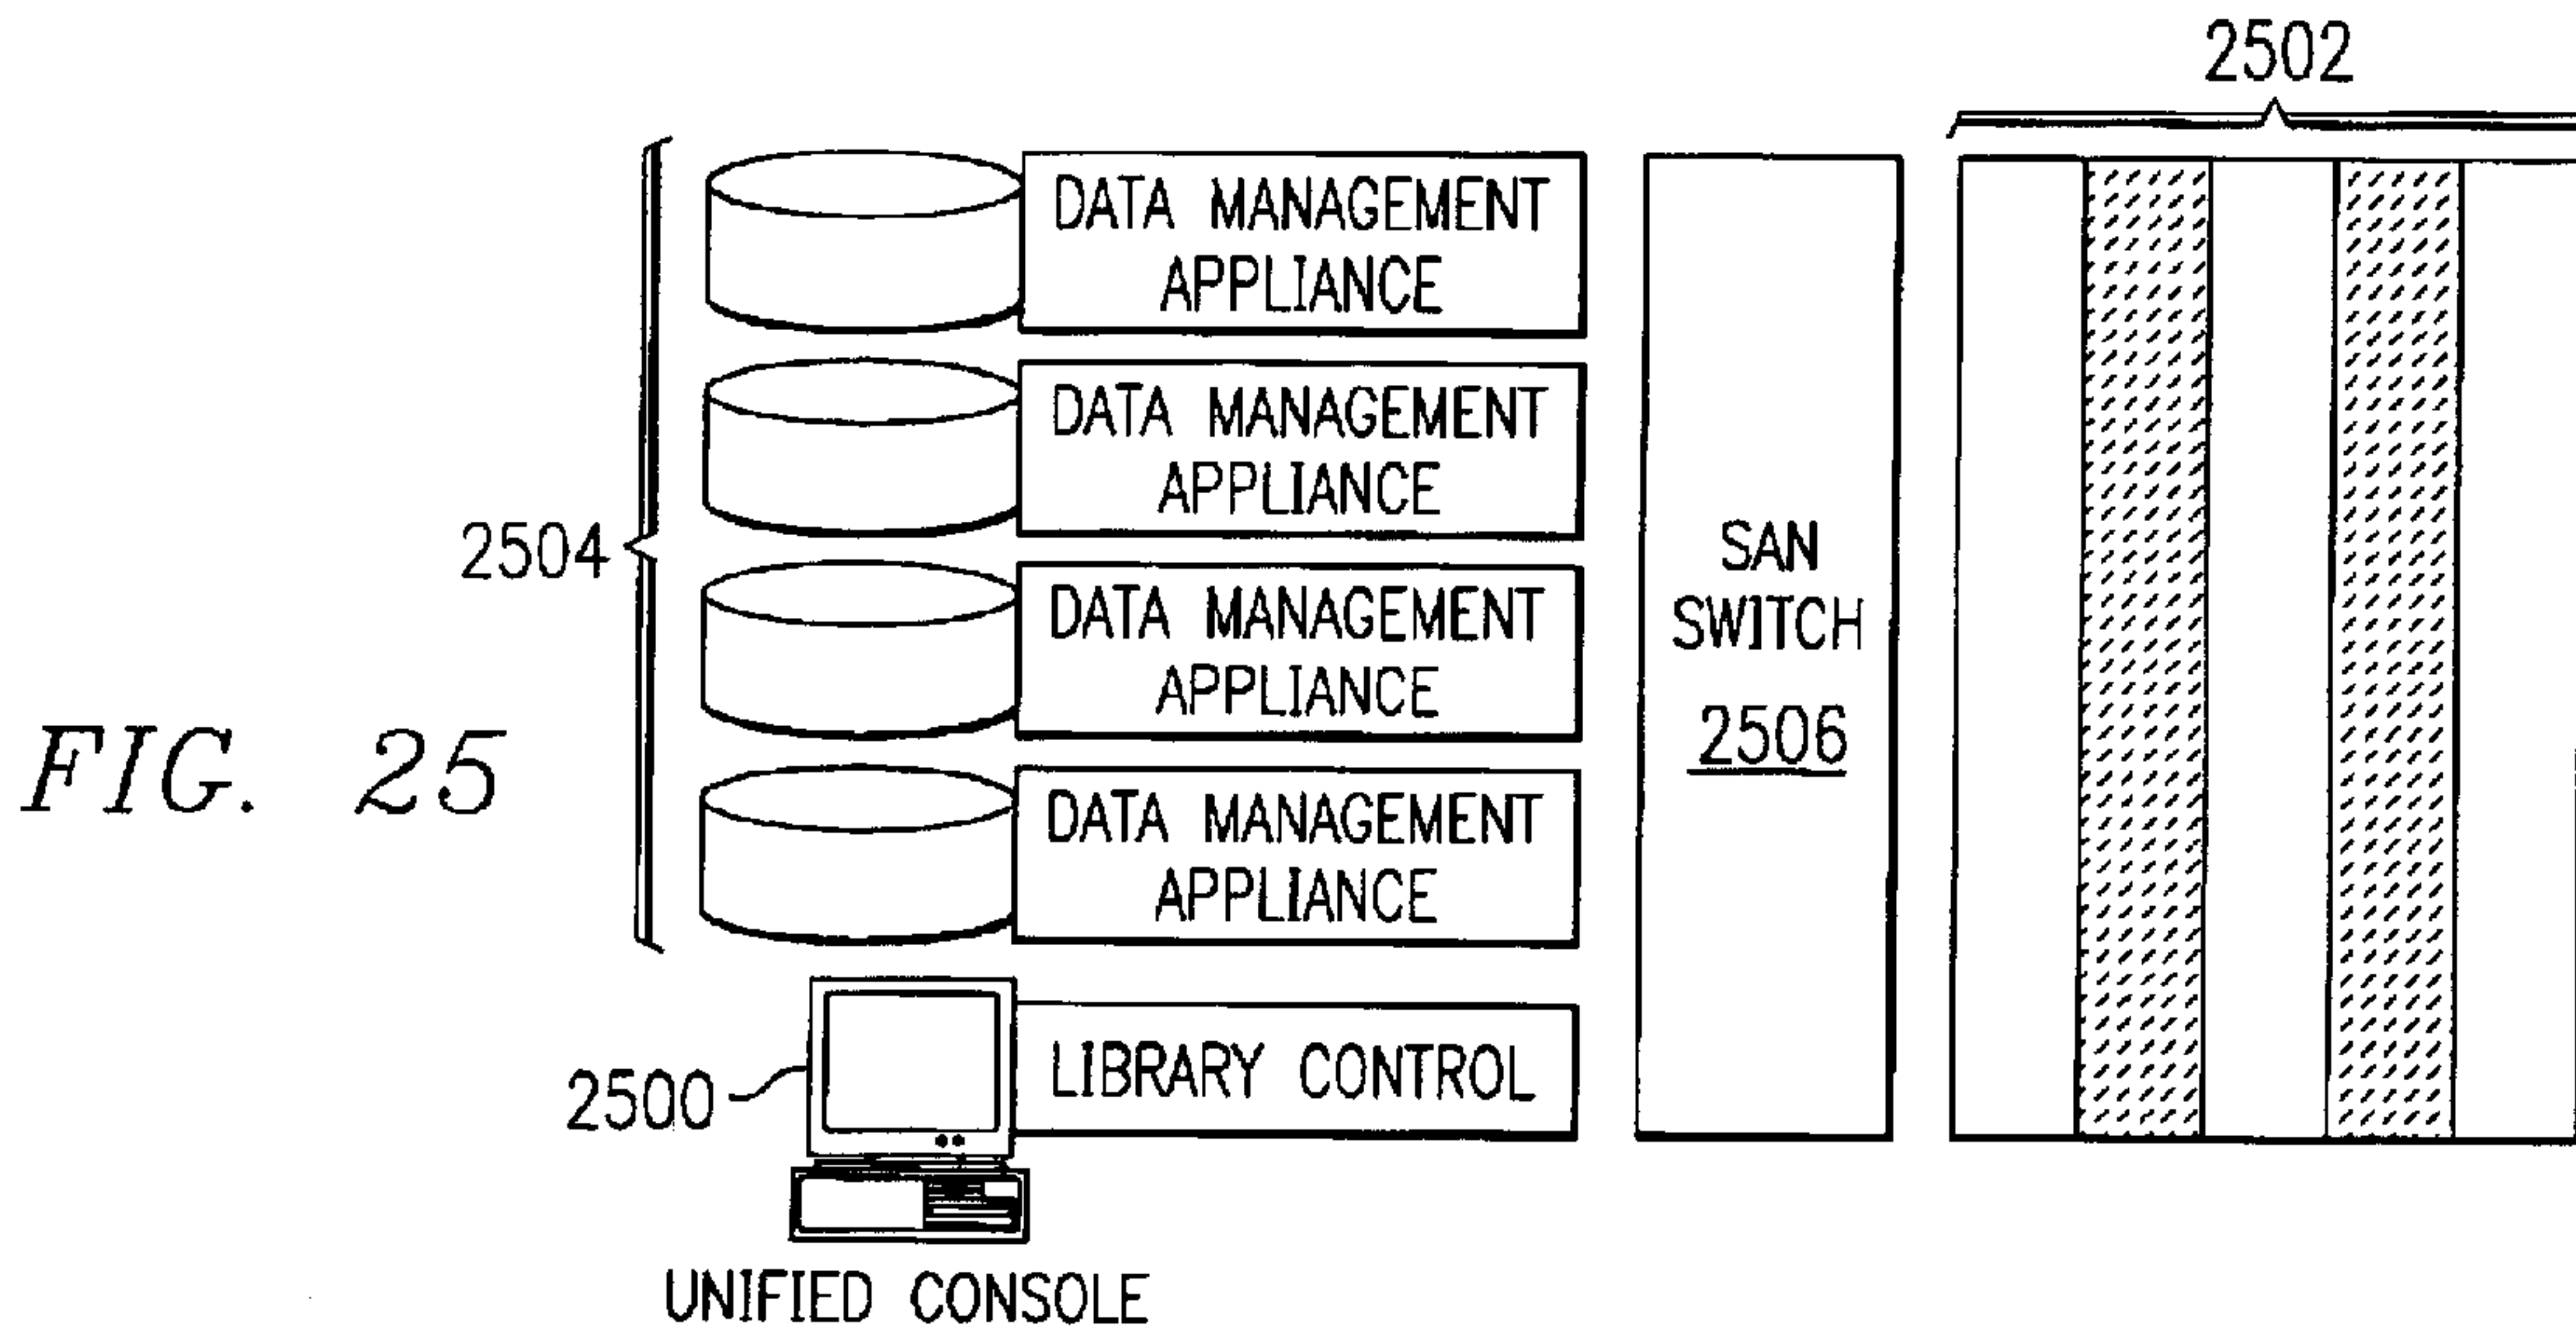 2502
DATA MANAGEMENT
APPLIANCE
DATA MANAGEMENT
APPLIANCE
2504
SAN
SWITCH
2506
DATA MANAGEMENT
APPLIANCE
FIG. 25
DATA MANAGEMENT
APPLIANCE
2500
LIBRARY CONTROL
UNIFIED CONSOLE